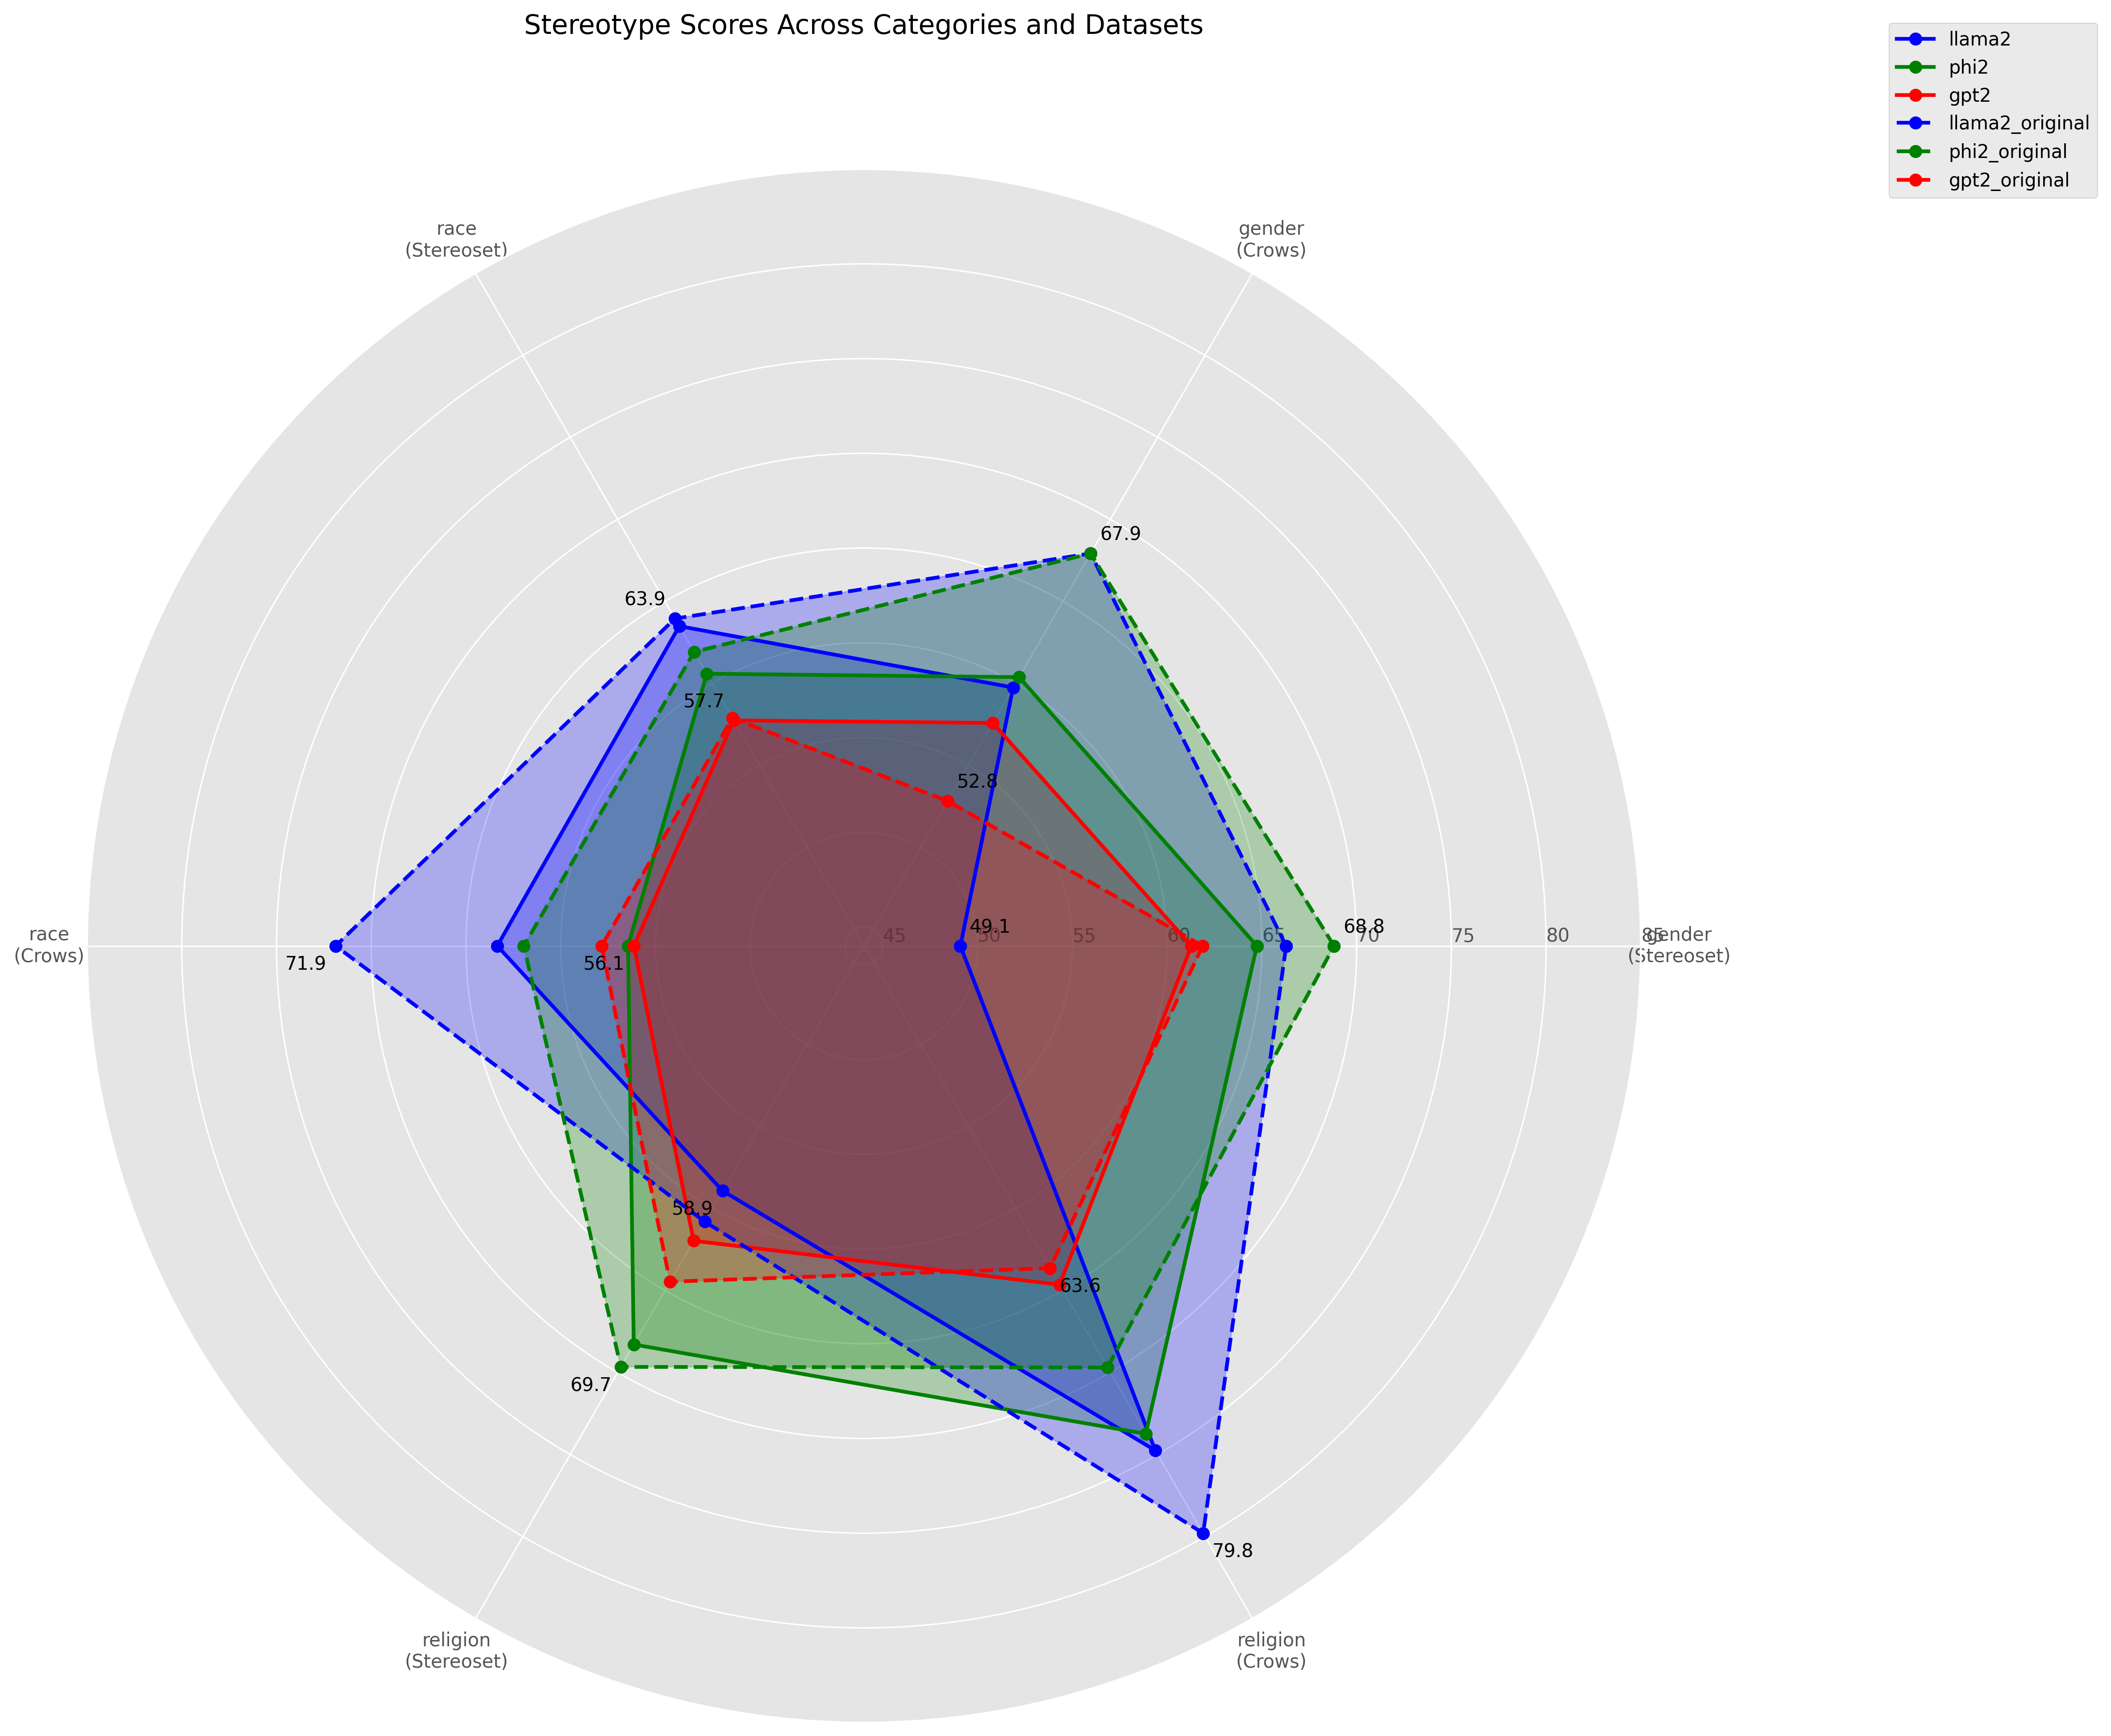 Stereotype Scores Across Categories and Datasets
llama2
phi2
gpt2
llama2_original
phi2_original
gpt2_original
race
(Stereoset)
gender
(Crows)
67.9
63.9
57.7
52.8
49.1
68.8
45
50
55
60
65
70
75
80
85
gender
(Stereoset)
race
(Crows)
71.9
56.1
58.9
63.6
69.7
79.8
religion
(Stereoset)
religion
(Crows)